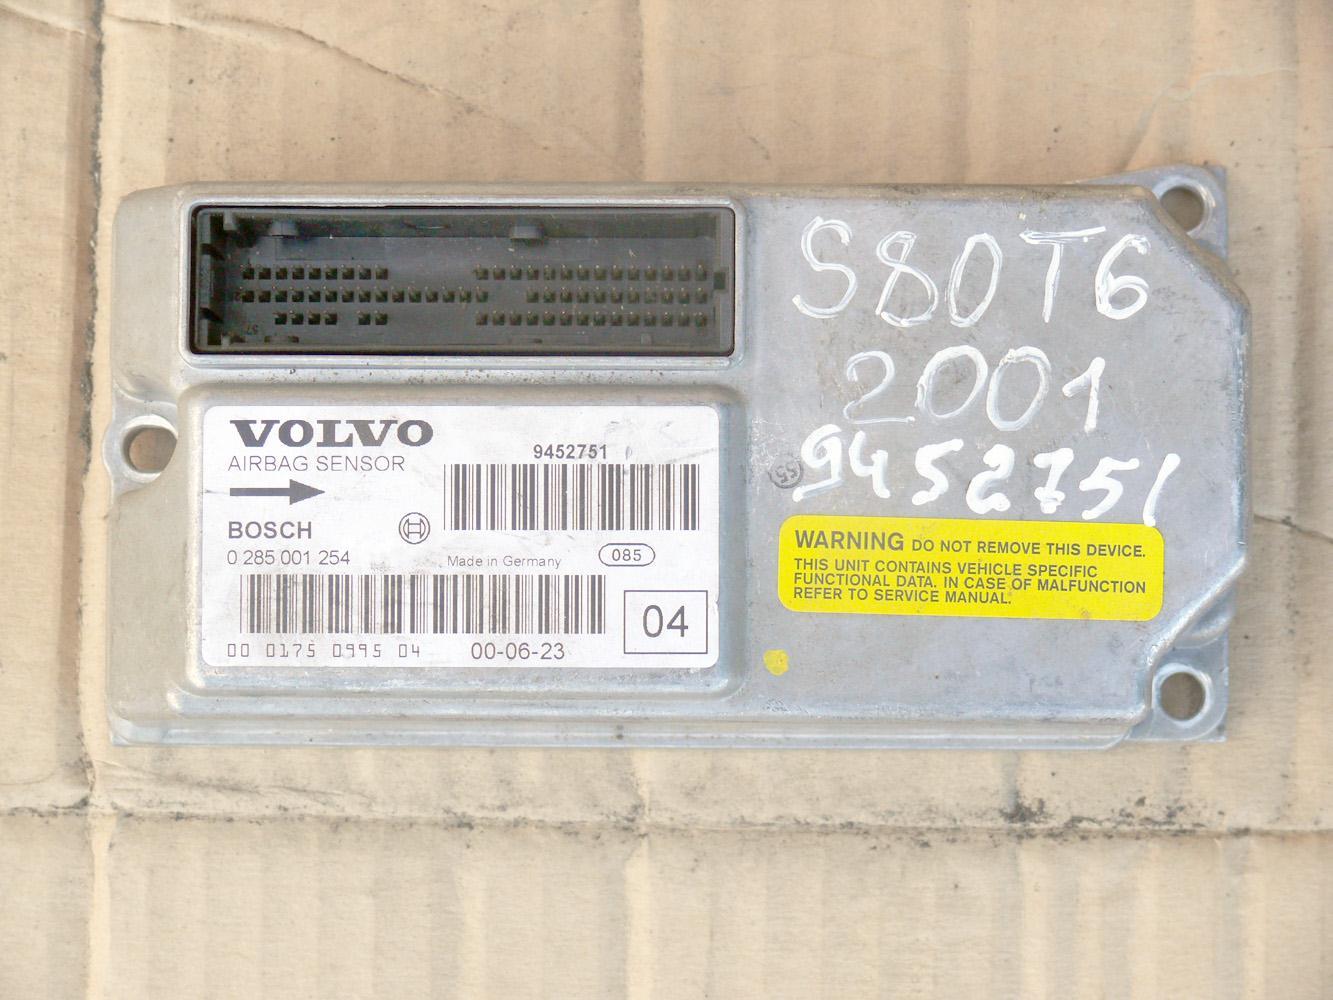 S80T6
2001
9452751
VOLVO
AIRBAG SENSOR
9452751
BOSCH
0 285 001 254
Made in Germany
085
00 0175 0995 04
00-06-23
04
55
WARNING DO NOT REMOVE THIS DEVICE.
THIS UNIT CONTAINS VEHICLE SPECIFIC
FUNCTIONAL DATA. IN CASE OF MALFUNCTION
REFER TO SERVICE MANUAL.